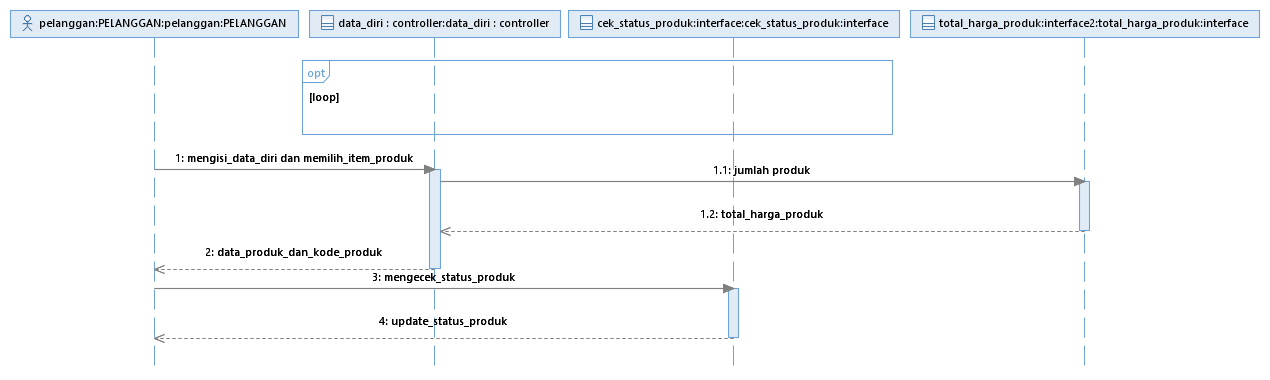 pelanggan:PELANGGAN:pelanggan:PELANGGAN
data_diri : controller:data_diri : controller
cek_status_produk:interface:cek_status_produk:interface
total_harga_produk:interface2:total_harga_produk:interface
opt
[loop]
1: mengisi_data_diri dan memilih_item_produk
1.1: jumlah produk
1.2: total_harga_produk
2: data_produk_dan_kode_produk
3: mengecek_status_produk
4: update_status_produk